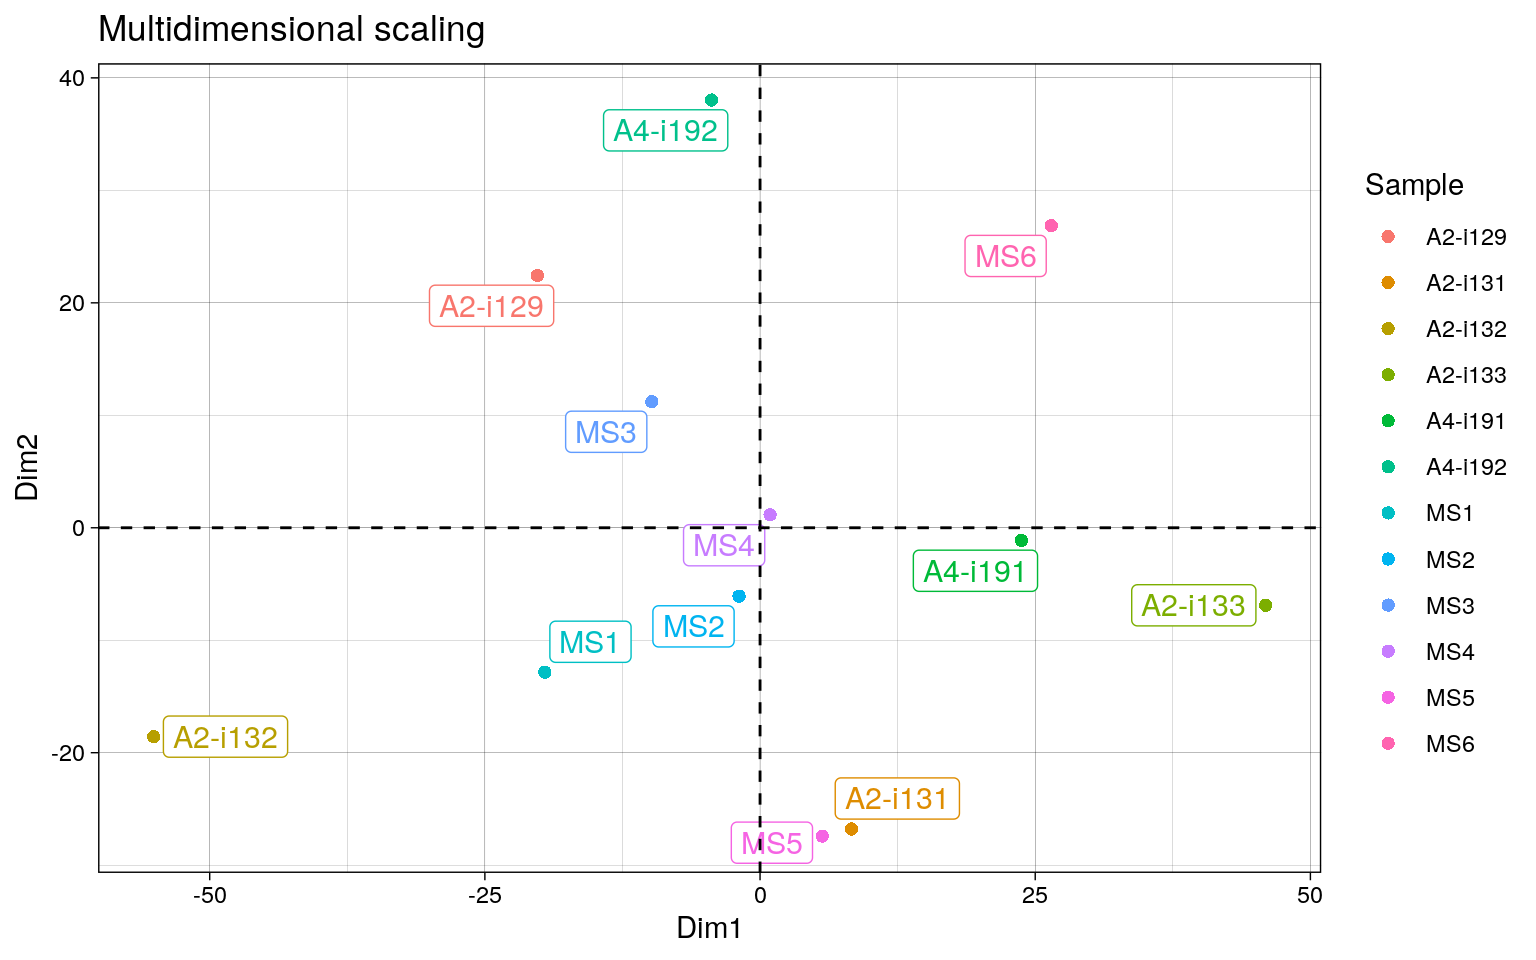 Multidimensional scaling
40
A4-i192
Sample
A2-i129
MS6
A2-i131
20
A2-i129
A2-i132
A2-i133
MS3
A4-i191
A4-i192
Dim2
0
MS4
MS1
A4-i191
MS2
A2-i133
MS2
MS3
MS1
MS4
A2-i132
MS5
-20
MS6
A2-i131
MS5
-50
-25
0
25
50
Dim1